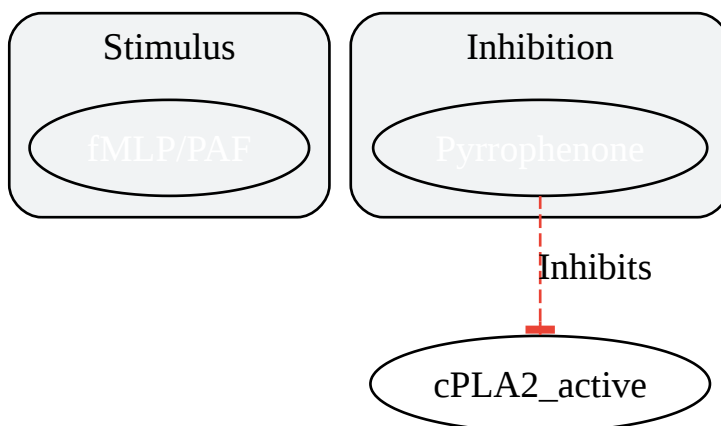 Stimulus
Inhibition
fMLP/PAF
Pyrrophenone
Inhibits
cPLA2_active